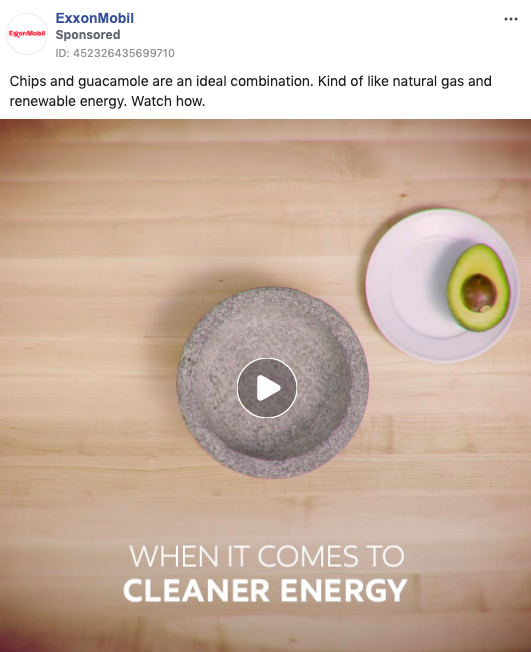 ExxonMobil
Sponsored
ID: 452326435699710
ExxonMobil
Chips and guacamole are an ideal combination. Kind of like natural gas and
renewable energy. Watch how.
WHEN IT COMES TO
CLEANER ENERGY